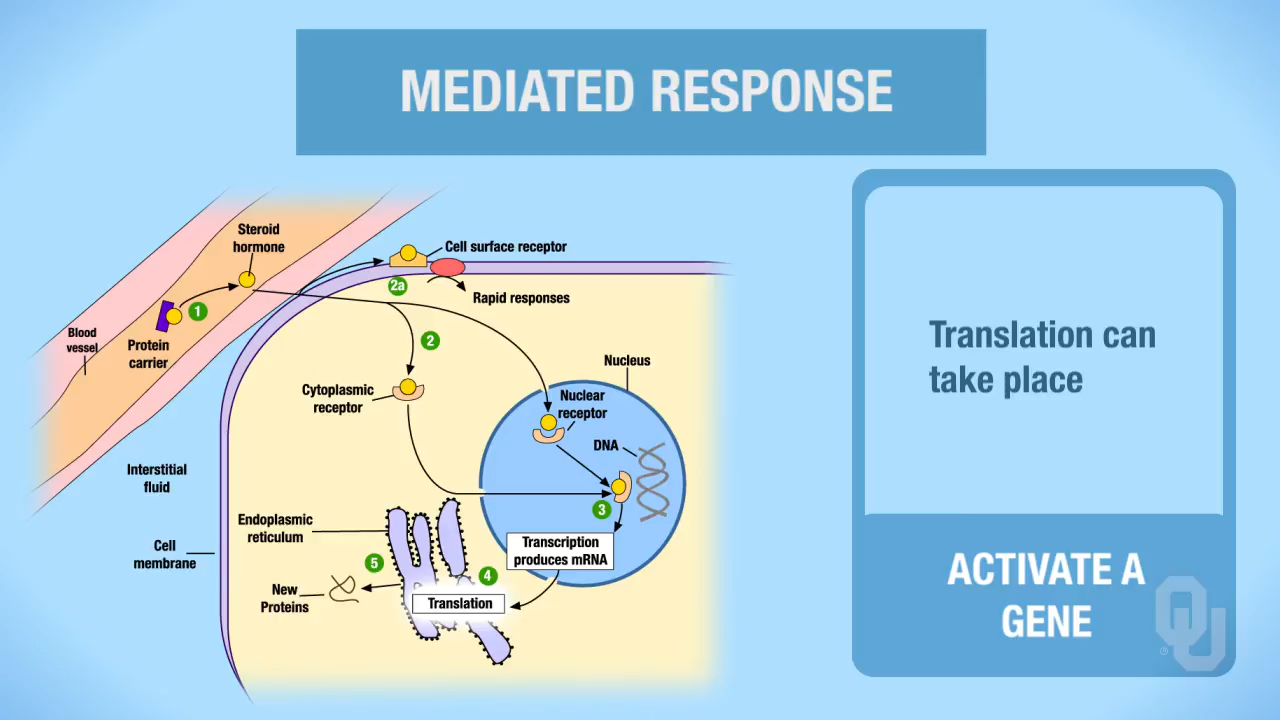 MEDIATED RESPONSE
Steroid
hormone
Cell surface receptor
2a
Rapid responses
1
Blood
vessel
Protein
carrier
2
Nucleus
Cytoplasmic
receptor
Nuclear
receptor
DNA
Interstitial
fluid
3
Endoplasmic
reticulum
Transcription
produces mRNA
Cell
membrane
5
4
New
Proteins
Translation
Translation can
take place
ACTIVATE A
GENE
OU